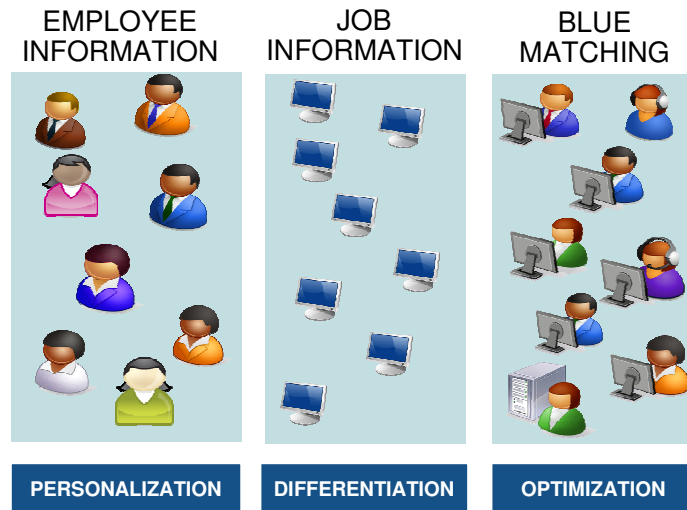 EMPLOYEE
INFORMATION
JOB
INFORMATION
BLUE
MATCHING
PERSONALIZATION
DIFFERENTIATION
OPTIMIZATION